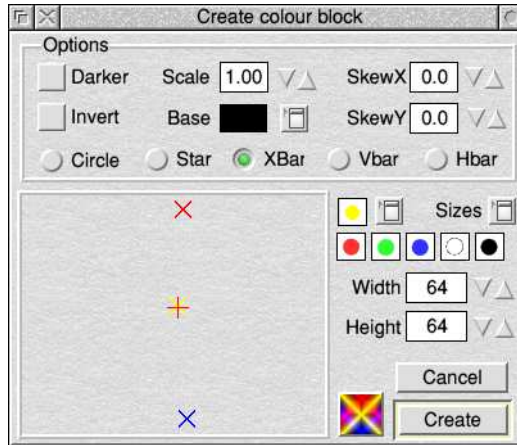 Create colour block
Options
Darker Scale 1.00 SkewX 0.0
Invert Base SkewY 0.0
Circle Star XBar Vbar Hbar
Sizes
Width 64
Height 64
Cancel
Create